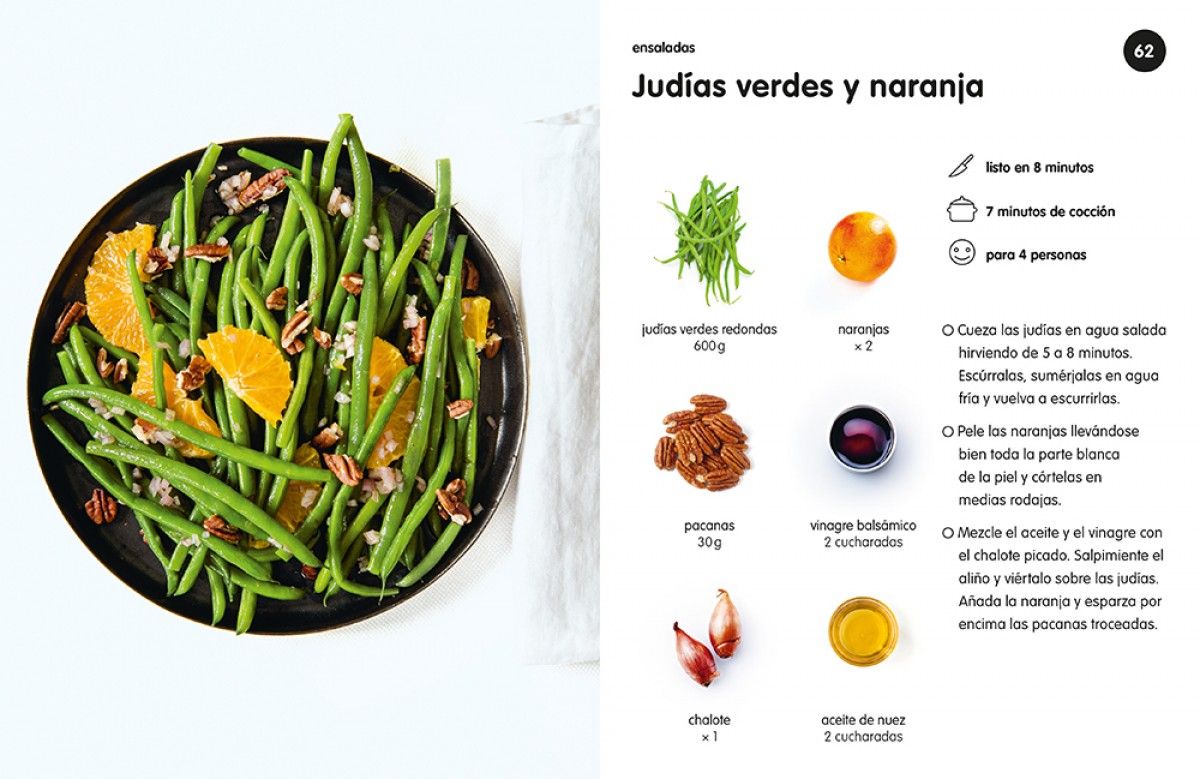 ensaladas
62
Judías verdes y naranja
listo en 8 minutos
7 minutos de cocción
para 4 personas
judías verdes redondas
600 g
naranjas
× 2
pacanas
30 g
vinagre balsámico
2 cucharadas
chalote
× 1
aceite de nuez
2 cucharadas
Cueza las judías en agua salada
hirviendo de 5 a 8 minutos.
Escúrralas, sumérjalas en agua
fría y vuelva a escurrirlas.
Pele las naranjas llevándose
bien toda la parte blanca
de la piel y córtelas en
medias rodajas.
Mezcle el aceite y el vinagre con
el chalote picado. Salpimiente el
aliño y viértalo sobre las judías.
Añada la naranja y esparza por
encima las pacanas troceadas.